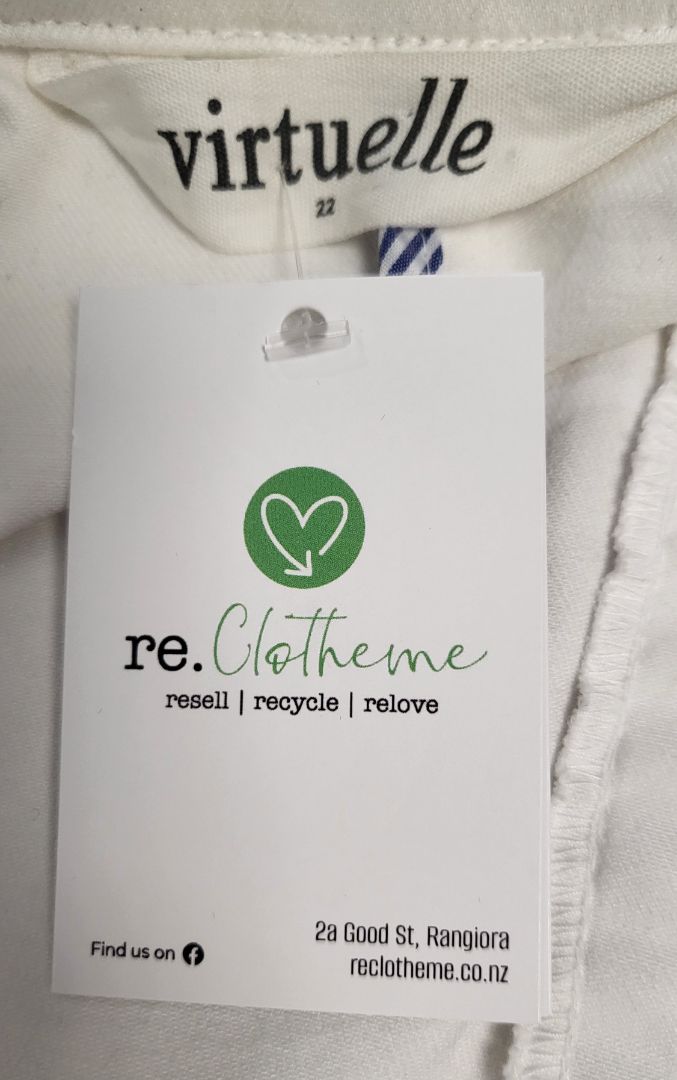 virtuelle
22
re.Clotheme
resell | recycle | relove
Find us on
2a Good St, Rangiora
reclotheme.co.nz